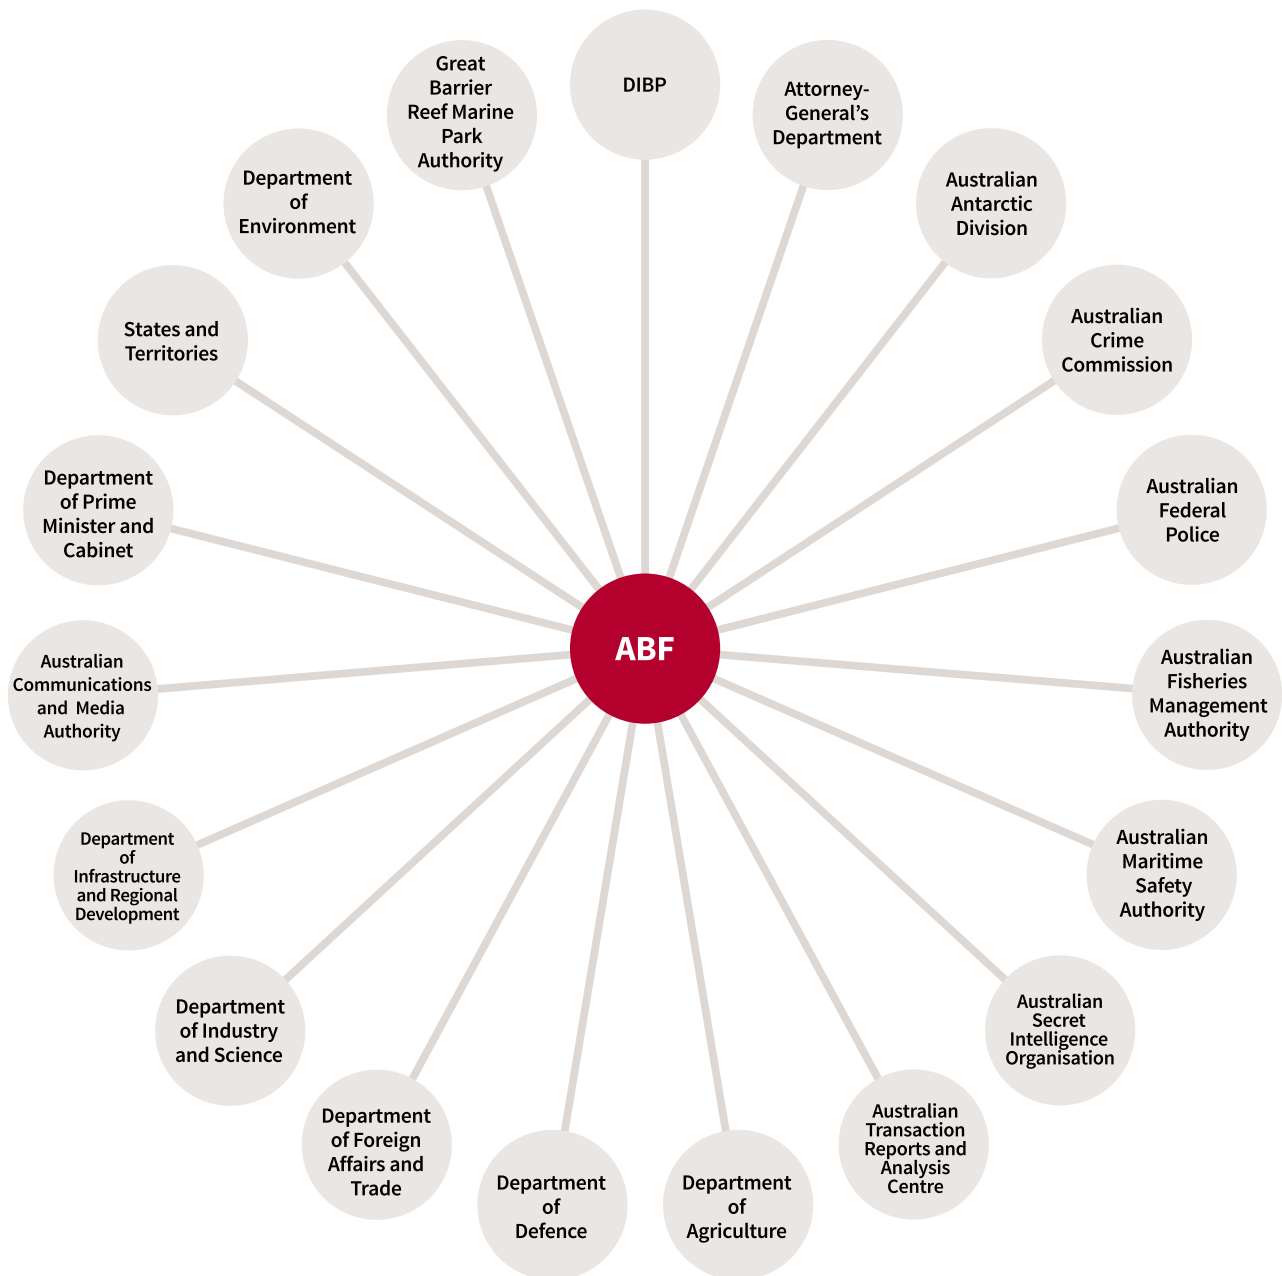 DIBP
Attorney-
General’s
Department
Australian
Antarctic
Division
Australian
Crime
Commission
Australian
Federal
Police
Australian
Fisheries
Management
Authority
Australian
Maritime
Safety
Authority
Australian
Secret
Intelligence
Organisation
Australian
Transaction
Reports and
Analysis
Centre
Department
of
Agriculture
Department
of
Defence
Department
of Foreign
Affairs and
Trade
Department
of Industry
and Science
Department
of
Infrastructure
and Regional
Development
Australian
Communications
and Media
Authority
Department
of Prime
Minister and
Cabinet
States and
Territories
Department
of
Environment
Great
Barrier
Reef Marine
Park
Authority
ABF